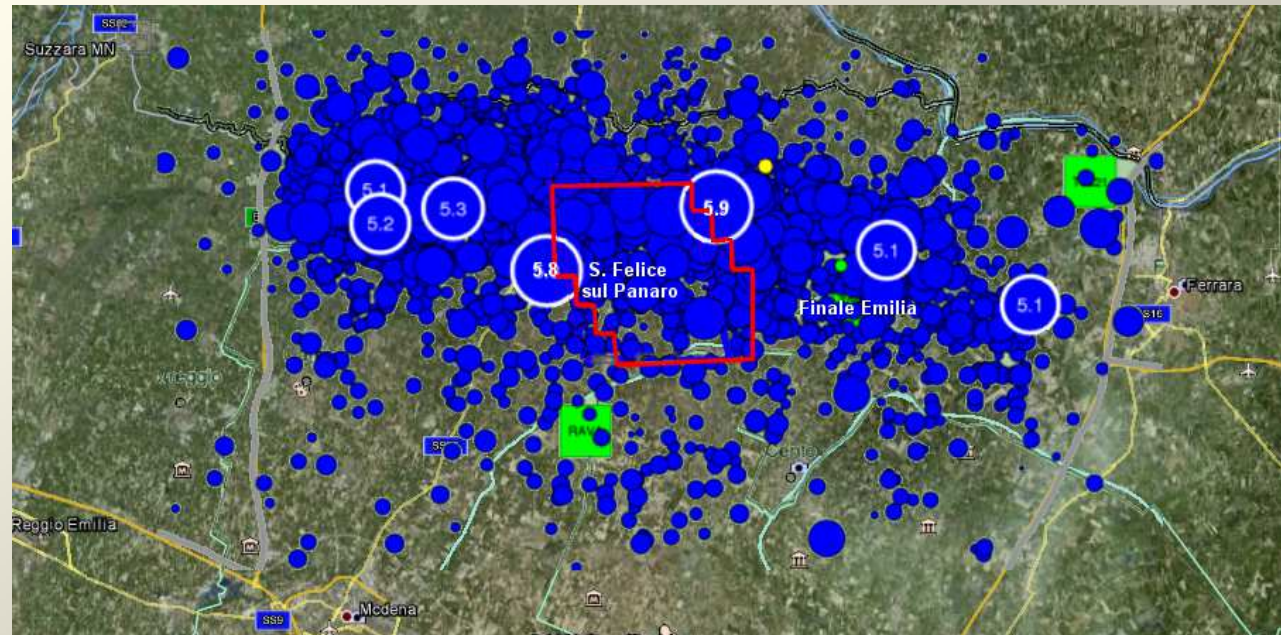 Suzzara MN
5.1
5.2
5.3
5.9
5.8
S. Felice
sul Panaro
5.1
Finale Emilia
5.1
Ferrara
S16
RAV
Cento
Reggio Emilia
Modena
SS9